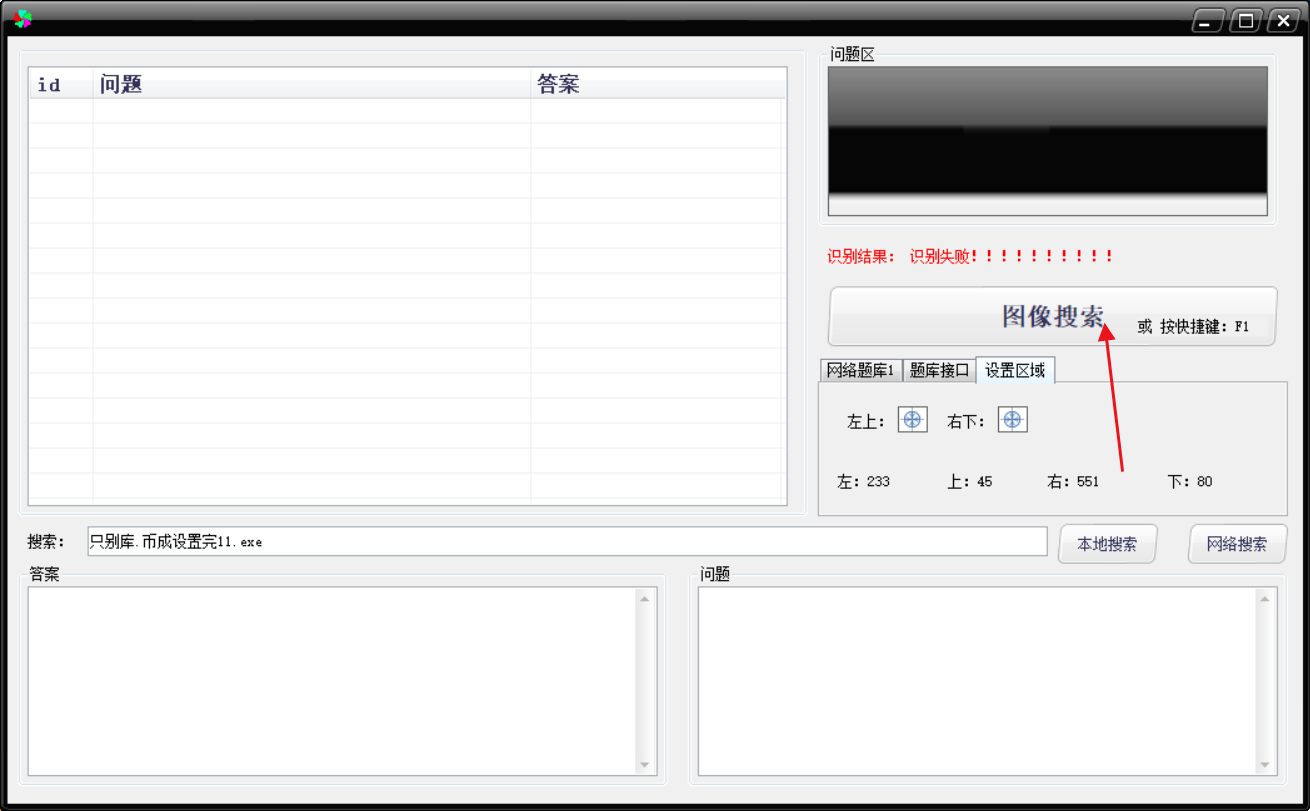 id 问题 答案
问题区
识别结果: 识别失败!!!!!!!!!!
图像搜索 或 按快捷键: F1
网络题库1 题库接口 设置区域
左上: 右下:
左: 233 上: 45 右: 551 下: 80
搜索: 只别库.币成设置完11.exe 本地搜索 网络搜索
答案 问题